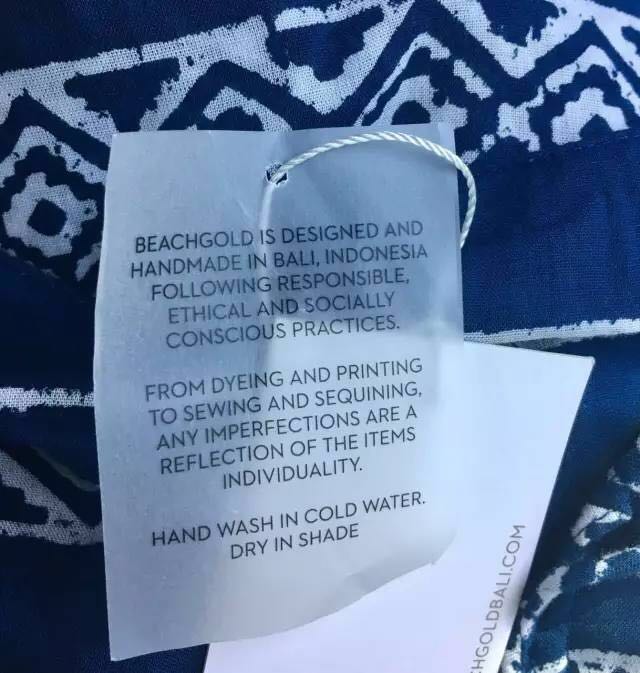 BEACHGOLD IS DESIGNED AND
HANDMADE IN BALI, INDONESIA
FOLLOWING RESPONSIBLE,
ETHICAL AND SOCIALLY
CONSCIOUS PRACTICES.
FROM DYEING AND PRINTING
TO SEWING AND SEQUINING,
ANY IMPERFECTIONS ARE A
REFLECTION OF THE ITEMS
INDIVIDUALITY.
HAND WASH IN COLD WATER.
DRY IN SHADE
CHGOLDBALI.COM